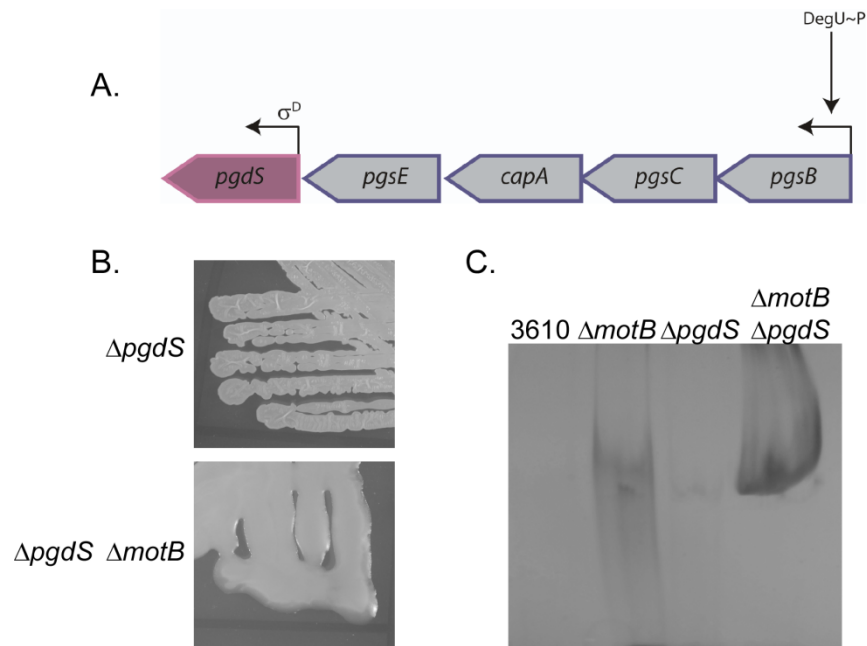 A.
DegU~P
σᴰ
pgdS pgsE capA pgsC pgsB
B.
ΔpgdS
ΔpgdS ΔmotB
C.
ΔmotB
3610 ΔmotB ΔpgdS ΔpgdS